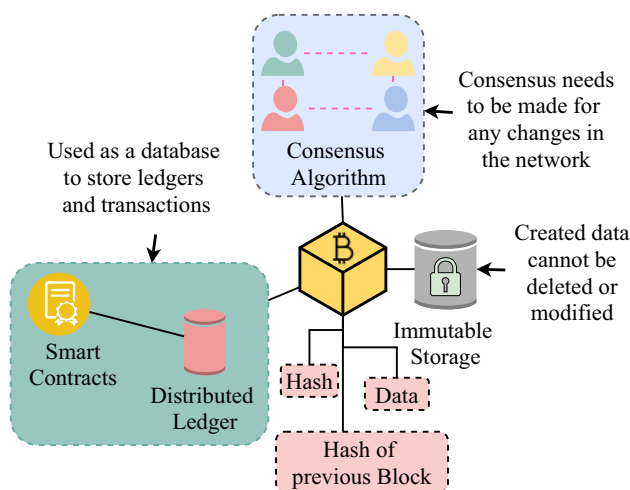 Consensus
Algorithm
Consensus needs
to be made for
any changes in
the network
Used as a database
to store ledgers
and transactions
Created data
cannot be
deleted or
modified
Immutable
Storage
Smart
Contracts
Distributed
Ledger
Hash
Data
Hash of
previous Block